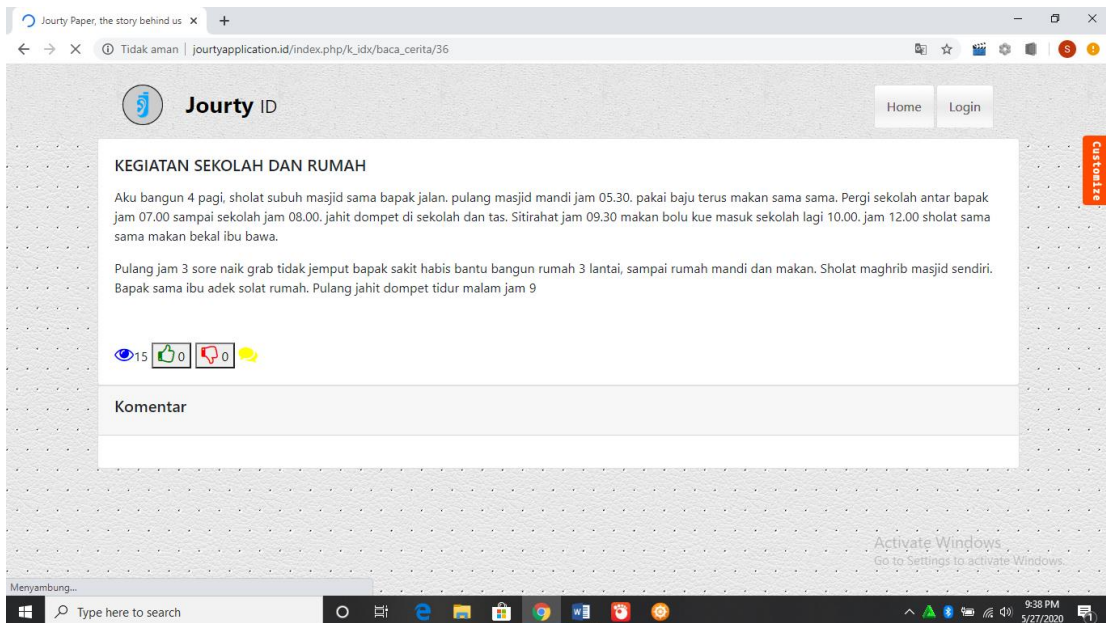 Jourty Paper, the story behind us
Tidak aman | jourtyapplication.id/index.php/k_idx/baca_cerita/36
S
Jourty ID
Home
Login
Customize
KEGIATAN SEKOLAH DAN RUMAH
Aku bangun 4 pagi, sholat subuh masjid sama bapak jalan. pulang masjid mandi jam 05.30. pakai baju terus makan sama sama. Pergi sekolah antar bapak
jam 07.00 sampai sekolah jam 08.00. jahit dompet di sekolah dan tas. Sitirahat jam 09.30 makan bolu kue masuk sekolah lagi 10.00. jam 12.00 sholat sama
sama makan bekal ibu bawa.
Pulang jam 3 sore naik grab tidak jemput bapak sakit habis bantu bangun rumah 3 lantai, sampai rumah mandi dan makan. Sholat maghrib masjid sendiri.
Bapak sama ibu adek solat rumah. Pulang jahit dompet tidur malam jam 9
15 0 0
Komentar
Activate Windows
Go to Settings to activate Windows.
Menyambung...
Type here to search
9:38 PM
5/27/2020